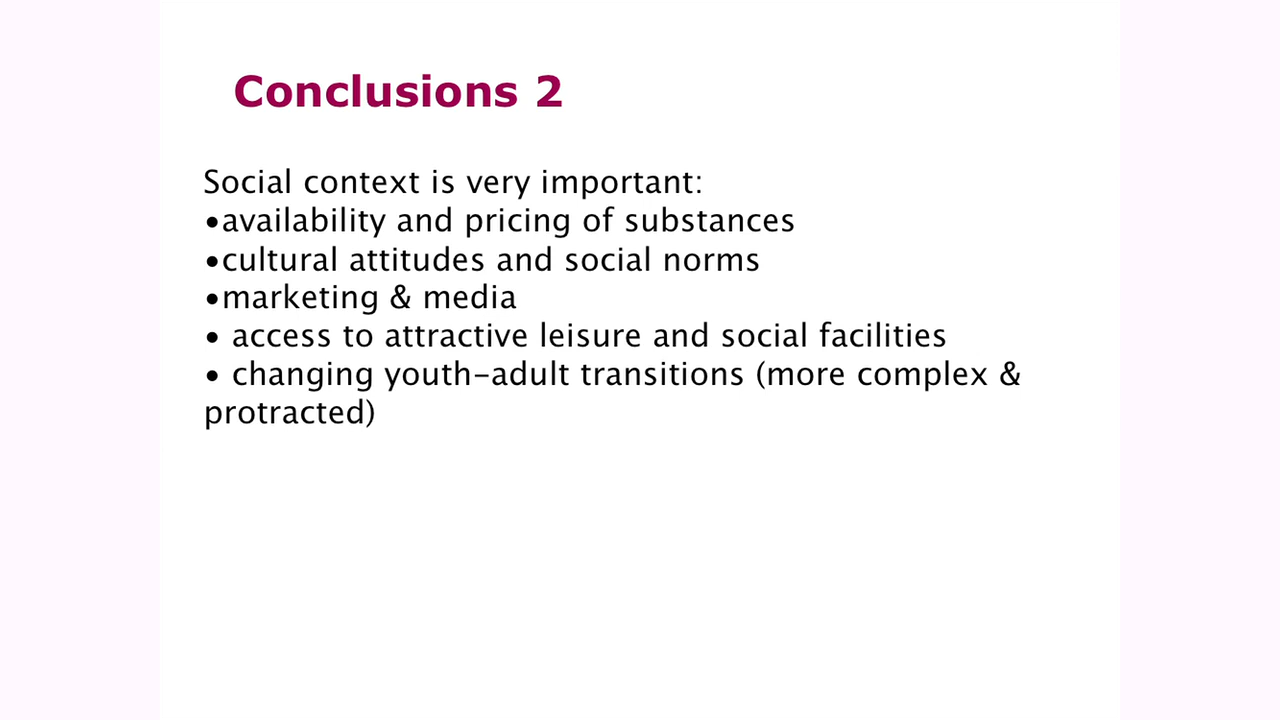 Conclusions 2
Social context is very important:
•availability and pricing of substances
•cultural attitudes and social norms
•marketing & media
• access to attractive leisure and social facilities
• changing youth–adult transitions (more complex &
protracted)